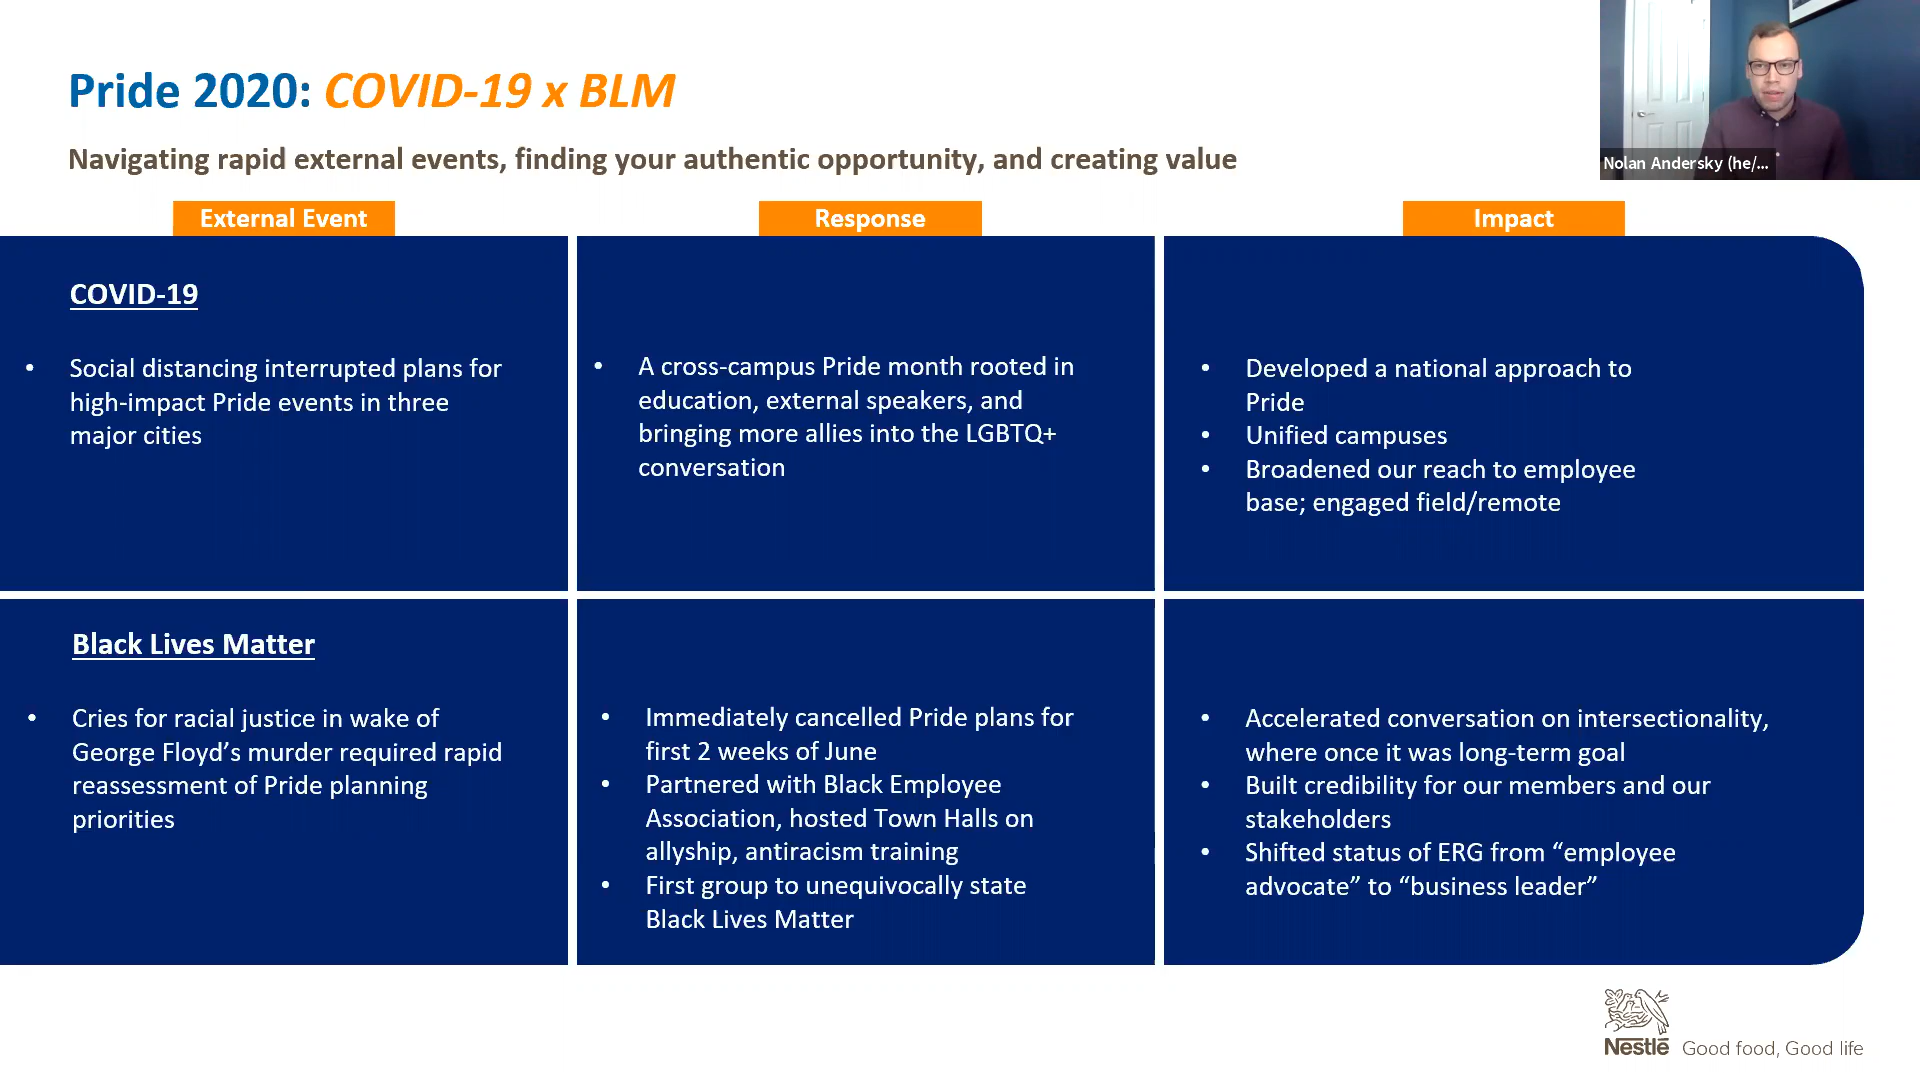 Pride 2020: COVID-19 x BLM
Navigating rapid external events, finding your authentic opportunity, and creating value
Nolan Andersky (he/...
External Event
Response
Impact
COVID-19
• Social distancing interrupted plans for
high-impact Pride events in three
major cities
• A cross-campus Pride month rooted in
education, external speakers, and
bringing more allies into the LGBTQ+
conversation
• Developed a national approach to
Pride
• Unified campuses
• Broadened our reach to employee
base; engaged field/remote
Black Lives Matter
• Cries for racial justice in wake of
George Floyd’s murder required rapid
reassessment of Pride planning
priorities
• Immediately cancelled Pride plans for
first 2 weeks of June
• Partnered with Black Employee
Association, hosted Town Halls on
allyship, antiracism training
• First group to unequivocally state
Black Lives Matter
• Accelerated conversation on intersectionality,
where once it was long-term goal
• Built credibility for our members and our
stakeholders
• Shifted status of ERG from “employee
advocate” to “business leader”
Nestlé Good food, Good life